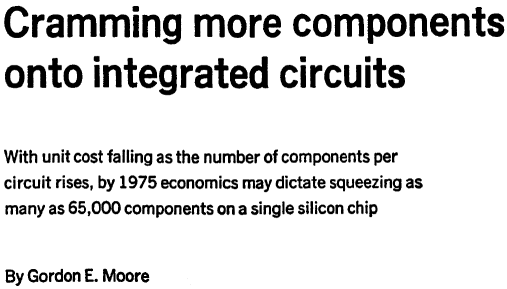 Cramming more components
onto integrated circuits
With unit cost falling as the number of components per
circuit rises, by 1975 economics may dictate squeezing as
many as 65,000 components on a single silicon chip
By Gordon E. Moore